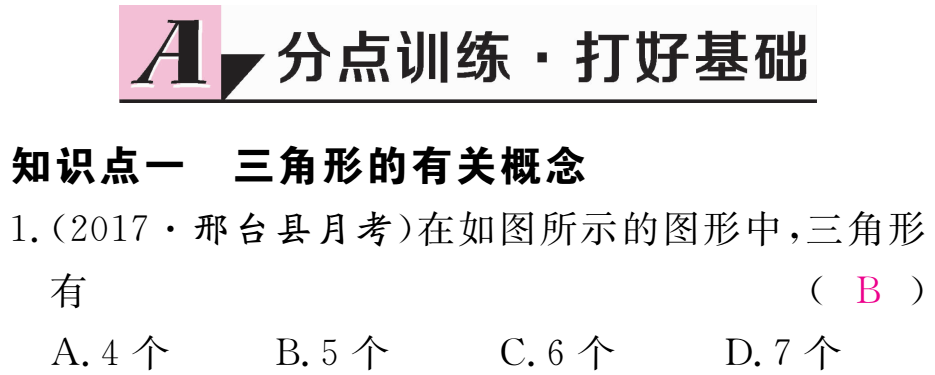 A 分点训练·打好基础
知识点一 三角形的有关概念
1.(2017·邢台县月考)在如图所示的图形中,三角形
有 ( B )
A. 4 个 B. 5 个 C. 6 个 D. 7 个